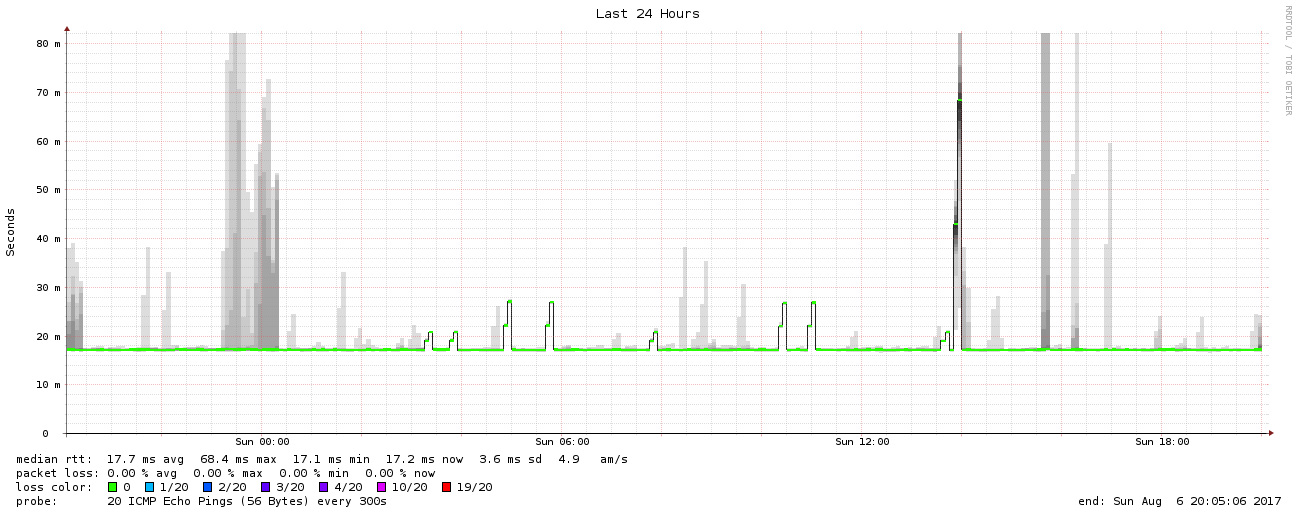 Last 24 Hours
RRDTOOL / TOBI OETIKER
Seconds
80 m
70 m
60 m
50 m
40 m
30 m
20 m
10 m
0
Sun 00:00 Sun 06:00 Sun 12:00 Sun 18:00
median rtt: 17.7 ms avg 68.4 ms max 17.1 ms min 17.2 ms now 3.6 ms sd 4.9 am/s
packet loss: 0.00 % avg 0.00 % max 0.00 % min 0.00 % now
loss color: 0 1/20 2/20 3/20 4/20 10/20 19/20
probe: 20 ICMP Echo Pings (56 Bytes) every 300s end: Sun Aug 6 20:05:06 2017